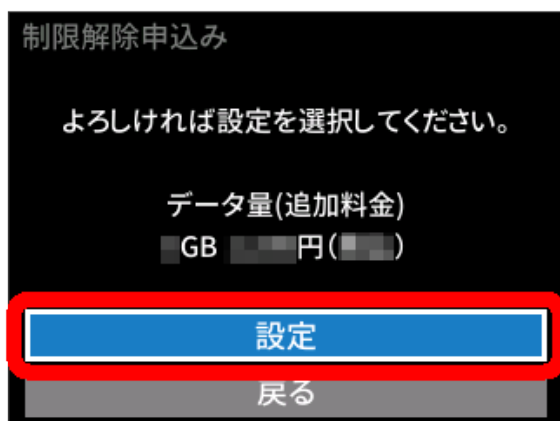 制限解除申込み
よろしければ設定を選択してください。
データ量(追加料金)
GB 円( )
設定
戻る